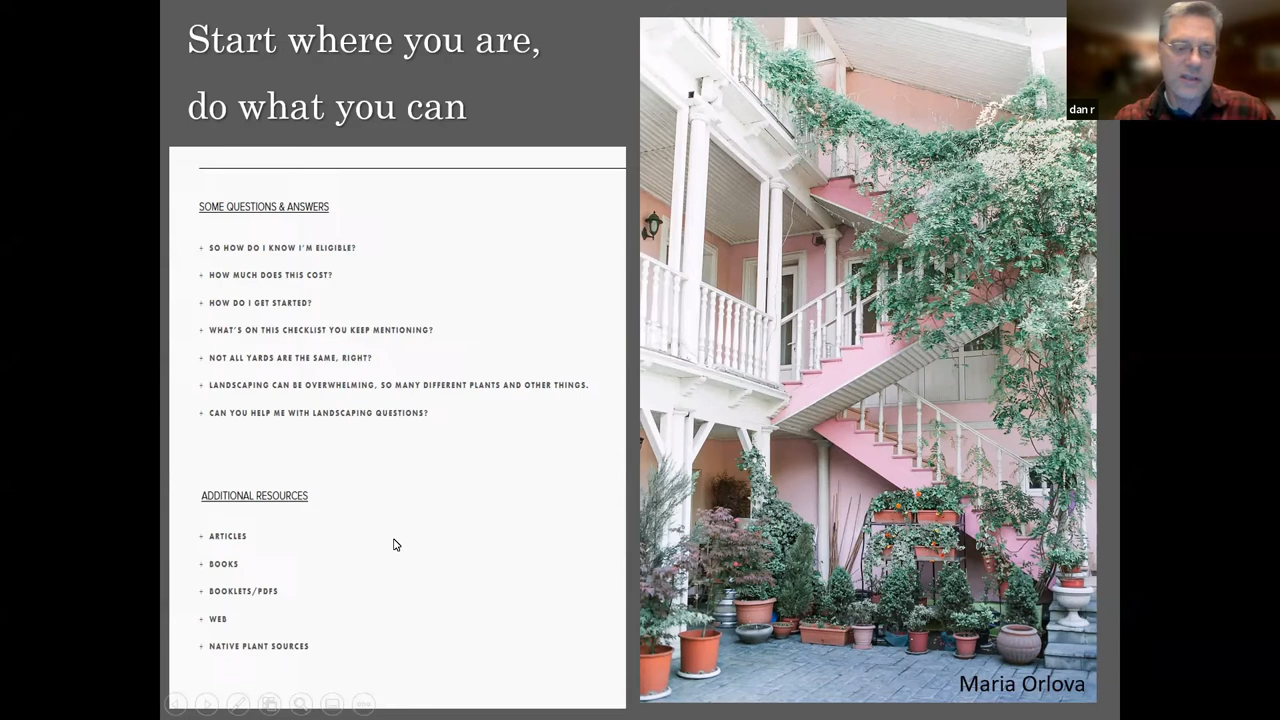 Start where you are,
do what you can
SOME QUESTIONS & ANSWERS
+ SO HOW DO I KNOW I'M ELIGIBLE?
+ HOW MUCH DOES THIS COST?
+ HOW DO I GET STARTED?
+ WHAT'S ON THIS CHECKLIST YOU KEEP MENTIONING?
+ NOT ALL YARDS ARE THE SAME, RIGHT?
+ LANDSCAPING CAN BE OVERWHELMING, SO MANY DIFFERENT PLANTS AND OTHER THINGS.
+ CAN YOU HELP ME WITH LANDSCAPING QUESTIONS?
ADDITIONAL RESOURCES
+ ARTICLES
+ BOOKS
+ BOOKLETS/PDFS
+ WEB
+ NATIVE PLANT SOURCES
Maria Orlova
dan r